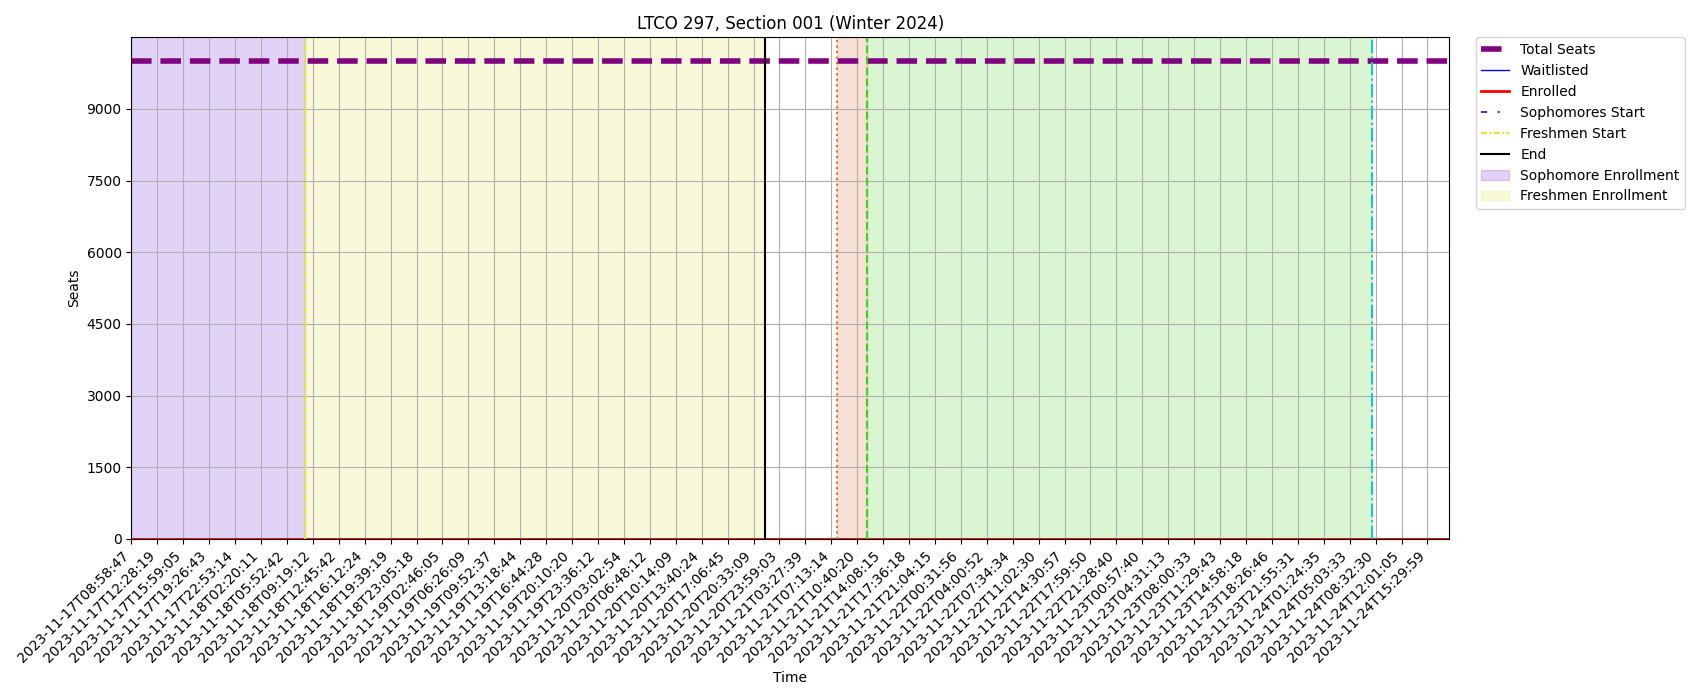 LTCO 297, Section 001 (Winter 2024)
Total Seats
Waitlisted
Enrolled
Sophomores Start
Freshmen Start
End
Sophomore Enrollment
Freshmen Enrollment
Seats
9000
7500
6000
4500
3000
1500
0
2023-11-17T08:58:47
2023-11-17T12:28:19
2023-11-17T15:59:05
2023-11-17T19:26:43
2023-11-17T22:53:14
2023-11-18T02:20:11
2023-11-18T05:52:42
2023-11-18T09:19:12
2023-11-18T12:45:42
2023-11-18T16:12:24
2023-11-18T19:39:19
2023-11-18T23:05:18
2023-11-19T02:46:05
2023-11-19T06:26:09
2023-11-19T09:52:37
2023-11-19T13:18:44
2023-11-19T16:44:28
2023-11-19T20:10:20
2023-11-19T23:36:12
2023-11-20T03:02:54
2023-11-20T06:48:12
2023-11-20T10:14:09
2023-11-20T13:40:24
2023-11-20T17:06:45
2023-11-20T20:33:09
2023-11-20T23:59:03
2023-11-21T03:27:39
2023-11-21T07:13:14
2023-11-21T10:40:20
2023-11-21T14:08:15
2023-11-21T17:36:18
2023-11-21T21:04:15
2023-11-22T00:31:56
2023-11-22T04:00:52
2023-11-22T07:34:34
2023-11-22T11:02:30
2023-11-22T14:30:57
2023-11-22T17:59:50
2023-11-22T21:28:40
2023-11-23T00:57:40
2023-11-23T04:31:13
2023-11-23T08:00:33
2023-11-23T11:29:43
2023-11-23T14:58:18
2023-11-23T18:26:46
2023-11-23T21:55:31
2023-11-24T01:24:35
2023-11-24T05:03:33
2023-11-24T08:32:30
2023-11-24T12:01:05
2023-11-24T15:29:59
Time